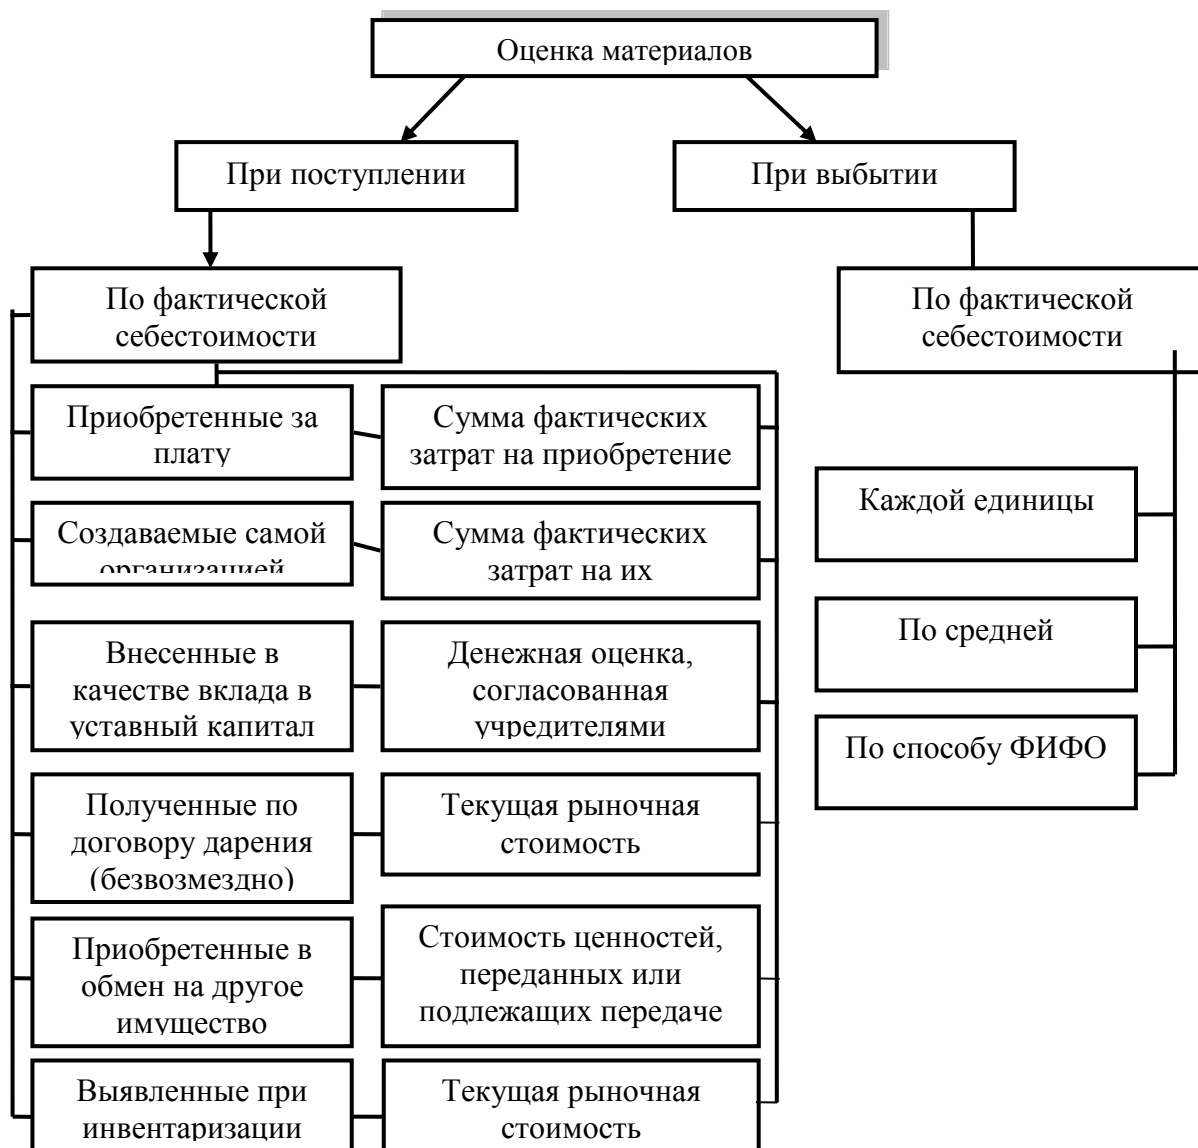 Оценка материалов
При поступлении
При выбытии
По фактической
себестоимости
По фактической
себестоимости
Приобретенные за
плату
Сумма фактических
затрат на приобретение
Создаваемые самой
организацией
Сумма фактических
затрат на их
Внесенные в
качестве вклада в
уставный капитал
Денежная оценка,
согласованная
учредителями
Полученные по
договору дарения
(безвозмездно)
Текущая рыночная
стоимость
Приобретенные в
обмен на другое
имущество
Стоимость ценностей,
переданных или
подлежащих передаче
Выявленные при
инвентаризации
Текущая рыночная
стоимость
Каждой единицы
По средней
По способу ФИФО